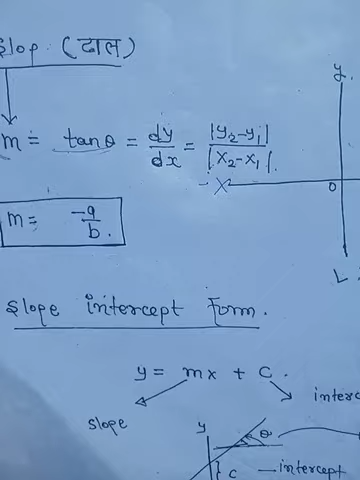 Slop. (ढाल)
y.
m = tanθ = dy/dx = |y₂-y₁|/|x₂-x₁|.
- X
0
m = -a/b.
L
Slope intercept Form.
y = mx + c.
slope
y
θ
c - intercept